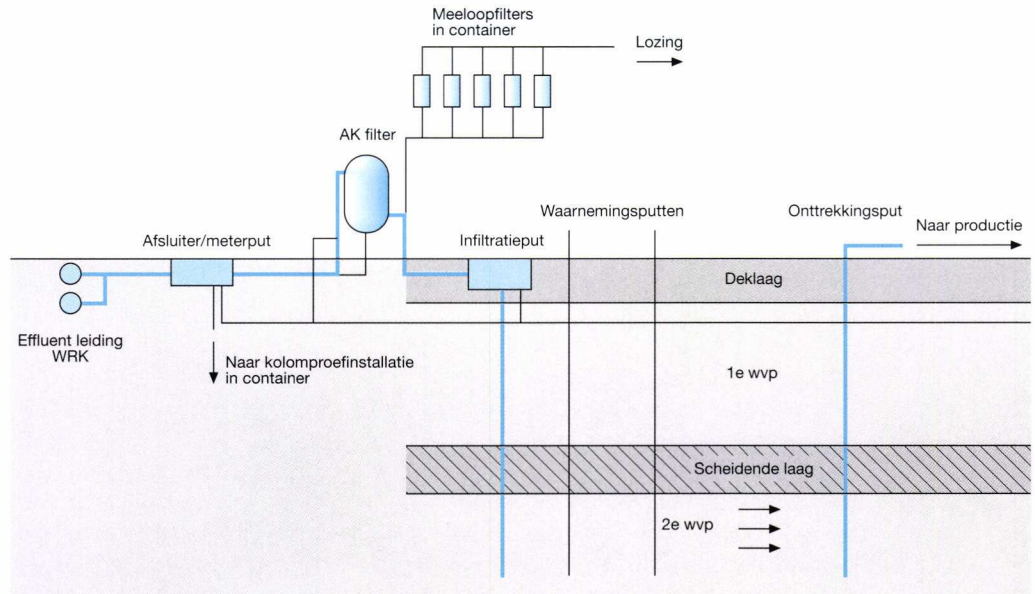 Meeloopfilters
in container
Lozing
AK filter
Waarnemingsputten
Onttrekkingsput
Naar productie
Afsluiter/meterput
Infiltratieput
Deklaag
Effluent leiding
WRK
Naar kolomproefinstallatie
in container
1e wvp
Scheidende laag
2e wvp